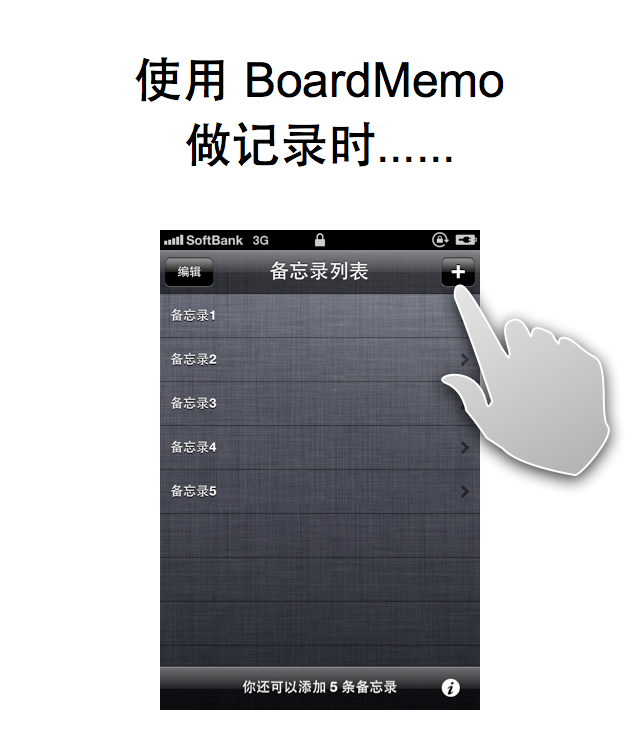 使用 BoardMemo
做记录时......
SoftBank 3G
编辑 备忘录列表 +
备忘录1
备忘录2
备忘录3
备忘录4
备忘录5
你还可以添加 5 条备忘录